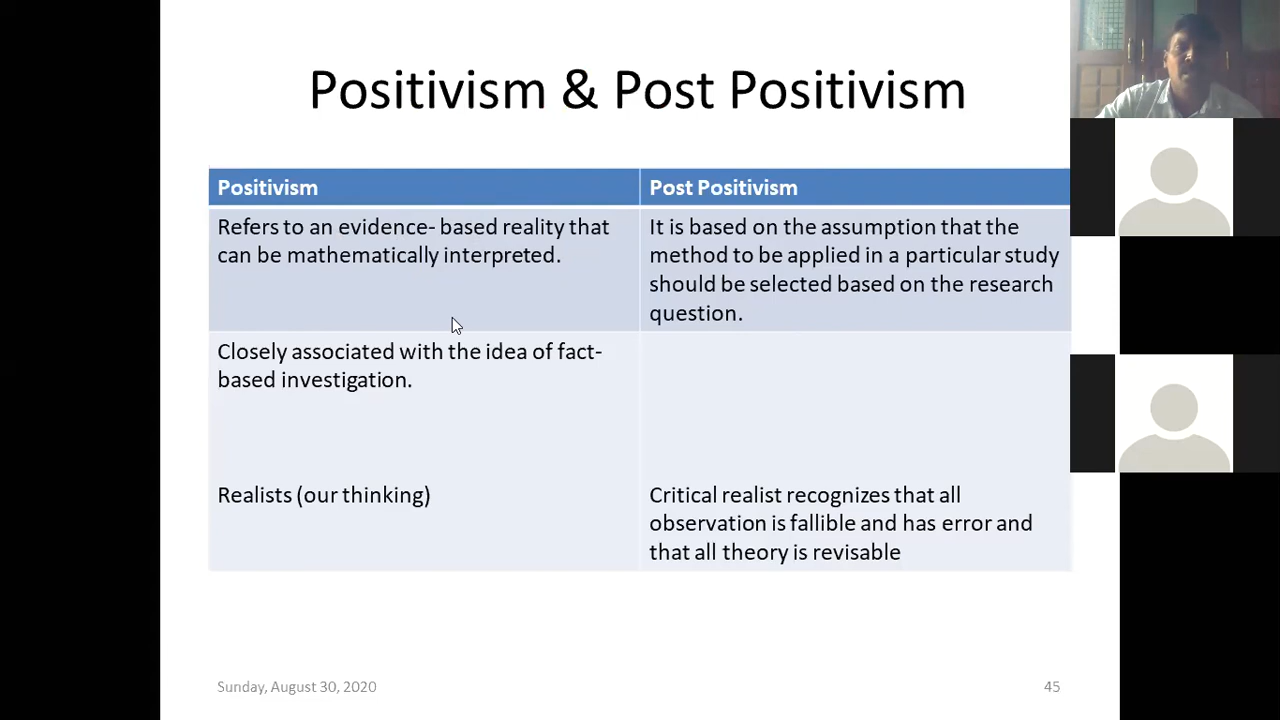 Positivism & Post Positivism
Positivism
Post Positivism
Refers to an evidence- based reality that
can be mathematically interpreted.
It is based on the assumption that the
method to be applied in a particular study
should be selected based on the research
question.
Closely associated with the idea of fact-
based investigation.
Realists (our thinking)
Critical realist recognizes that all
observation is fallible and has error and
that all theory is revisable
Sunday, August 30, 2020
45